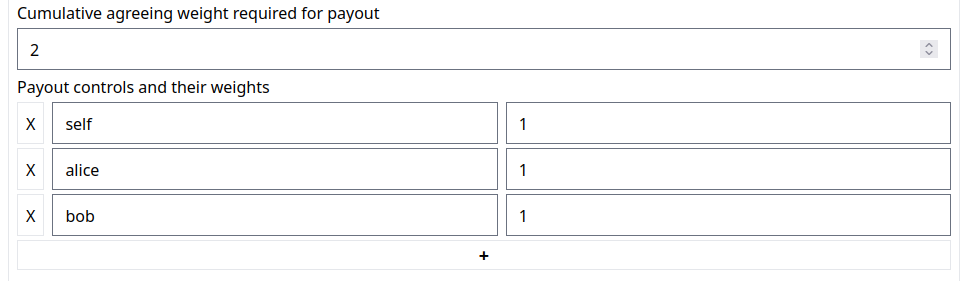 Cumulative agreeing weight required for payout
2
Payout controls and their weights
X self 1
X alice 1
X bob 1
+